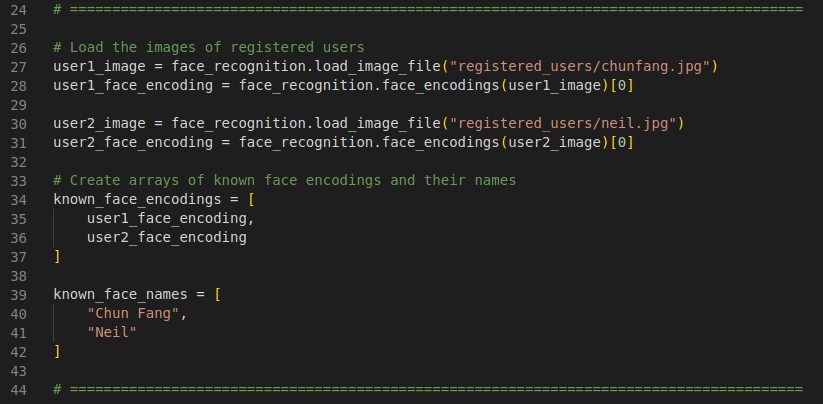 24 # =======================================================================================
25
26 # Load the images of registered users
27 user1_image = face_recognition.load_image_file("registered_users/chunfang.jpg")
28 user1_face_encoding = face_recognition.face_encodings(user1_image)[0]
29
30 user2_image = face_recognition.load_image_file("registered_users/neil.jpg")
31 user2_face_encoding = face_recognition.face_encodings(user2_image)[0]
32
33 # Create arrays of known face encodings and their names
34 known_face_encodings = [
35     user1_face_encoding,
36     user2_face_encoding
37 ]
38
39 known_face_names = [
40     "Chun Fang",
41     "Neil"
42 ]
43
44 # =======================================================================================